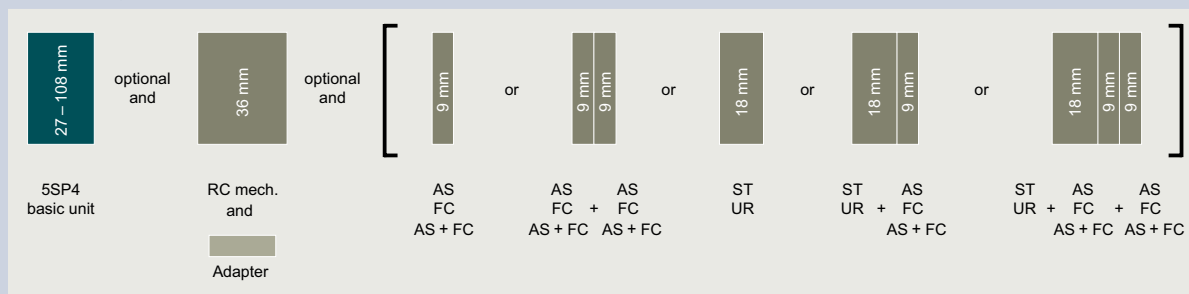 27 – 108 mm
optional
and
36 mm
optional
and
9 mm
or
9 mm
9 mm
or
18 mm
or
18 mm
9 mm
or
18 mm
9 mm
9 mm
5SP4
basic unit
RC mech.
and
Adapter
AS
FC
AS + FC
AS AS
FC + FC
AS + FC AS + FC
ST
UR
ST AS
UR + FC
AS + FC
ST AS AS
UR + FC + FC
AS + FC AS + FC